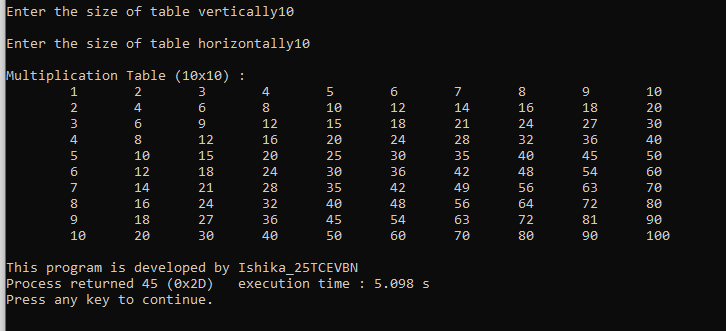 Enter the size of table vertically10
Enter the size of table horizontally10
Multiplication Table (10x10) :
1 2 3 4 5 6 7 8 9 10
2 4 6 8 10 12 14 16 18 20
3 6 9 12 15 18 21 24 27 30
4 8 12 16 20 24 28 32 36 40
5 10 15 20 25 30 35 40 45 50
6 12 18 24 30 36 42 48 54 60
7 14 21 28 35 42 49 56 63 70
8 16 24 32 40 48 56 64 72 80
9 18 27 36 45 54 63 72 81 90
10 20 30 40 50 60 70 80 90 100
This program is developed by Ishika_25TCEVBN
Process returned 45 (0x2D) execution time : 5.098 s
Press any key to continue.